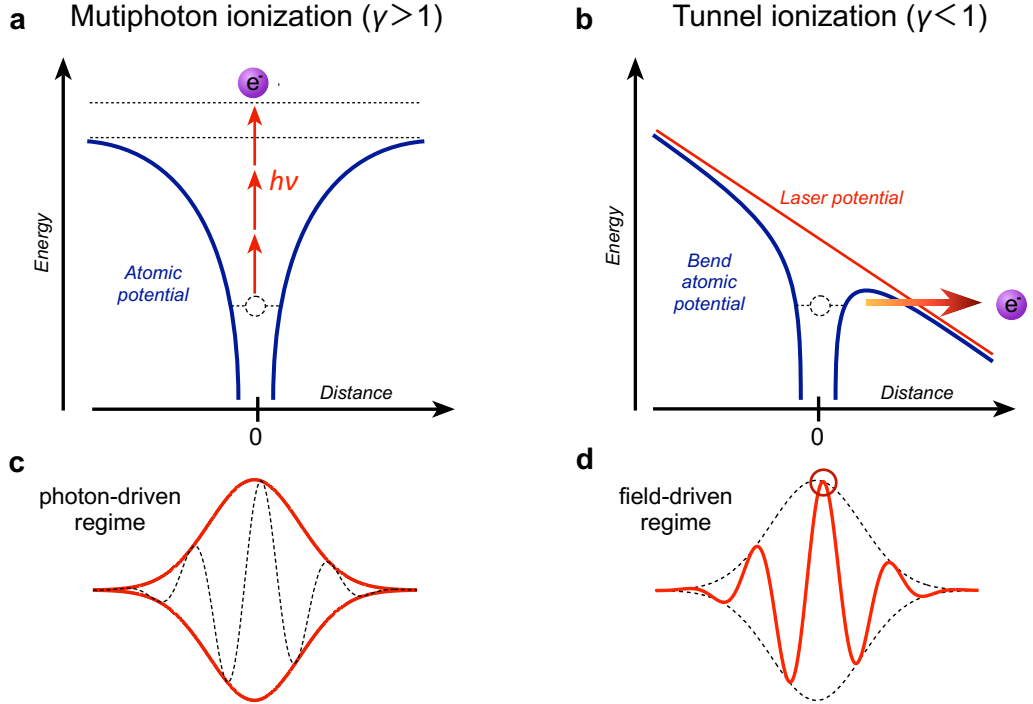 a
Mutiphoton ionization (γ>1)
e-
hν
Energy
Atomic
potential
Distance
0
b
Tunnel ionization (γ<1)
Laser potential
Energy
Bend
atomic
potential
e-
Distance
0
c
photon-driven
regime
d
field-driven
regime